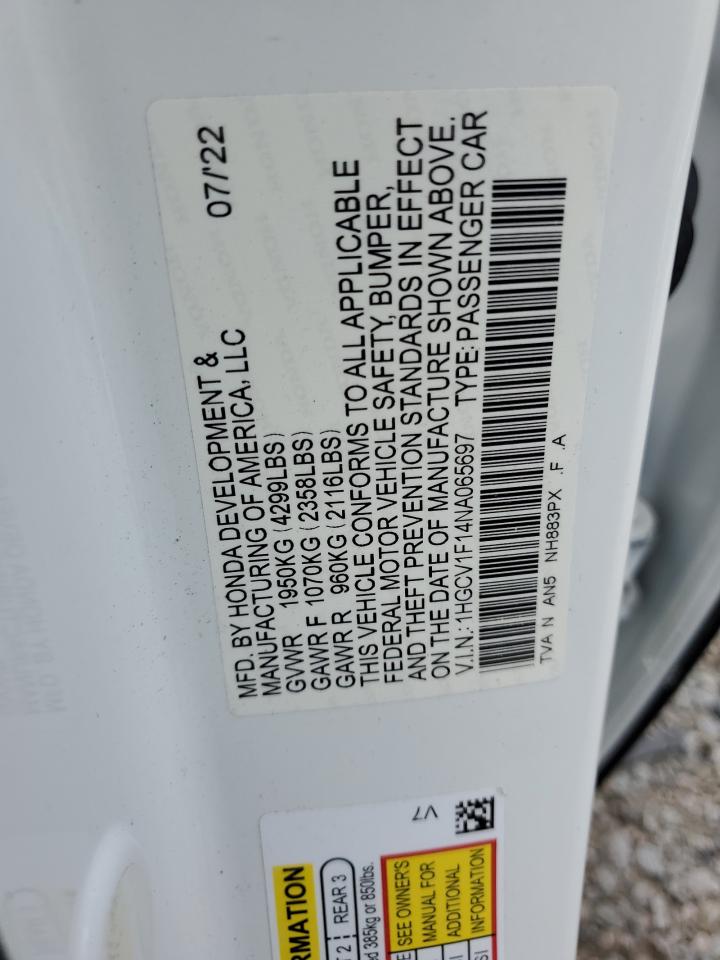 07/'22
MFD. BY HONDA DEVELOPMENT &
MANUFACTURING OF AMERICA, LLC
GVWR 1950KG (4299LBS)
GAWR F 1070KG (2358LBS)
GAWR R 960KG (2116LBS)
THIS VEHICLE CONFORMS TO ALL APPLICABLE
FEDERAL MOTOR VEHICLE SAFETY, BUMPER,
AND THEFT PREVENTION STANDARDS IN EFFECT
ON THE DATE OF MANUFACTURE SHOWN ABOVE.
V.I.N.: 1HGCV1F14NA065697 TYPE: PASSENGER CAR
TVA N AN5 NH883PX .F .A
REAR 3
385kg or 850lbs.
SEE OWNER'S
MANUAL FOR
ADDITIONAL
INFORMATION